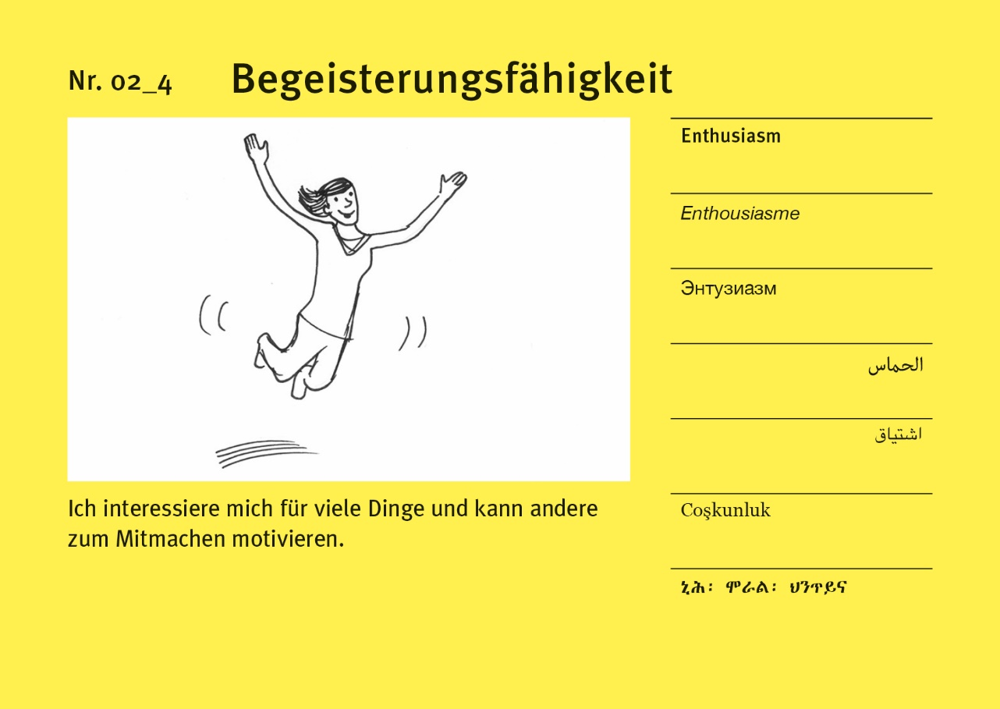 Nr. 02_4 Begeisterungsfähigkeit
Enthusiasm
Enthousiasme
Энтузиазм
الحماس
اشتیاق
Coşkunluk
ኒሕ፡ ሞራል፡ ህንጥይና
Ich interessiere mich für viele Dinge und kann andere
zum Mitmachen motivieren.